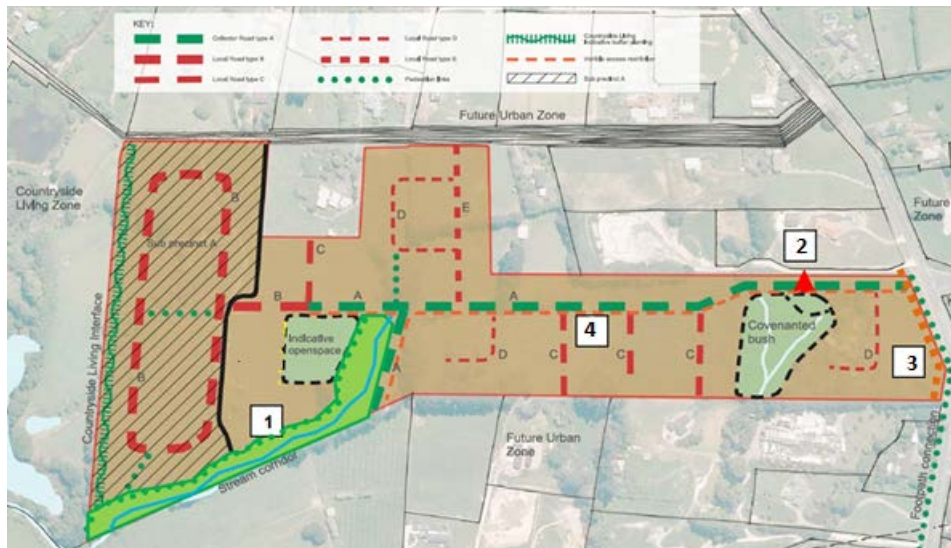 KEY:
Collector Road type A
Local Road type B
Local Road type C
Local Road type D
Local Road type E
Pedestrian links
Countryside Living
Indicative buffer planting
Vehicle access restriction
Sub precinct A
Future Urban Zone
Countryside
Living Zone
Future
Zone
B
Sub precinct A
B
Countryside Living Interface
C
D
E
B
A
A
2
Indicative
openspace
A
D
4
C
C
C
Covenanted
bush
D
3
1
Stream corridor
Future Urban
Zone
Footpath connection